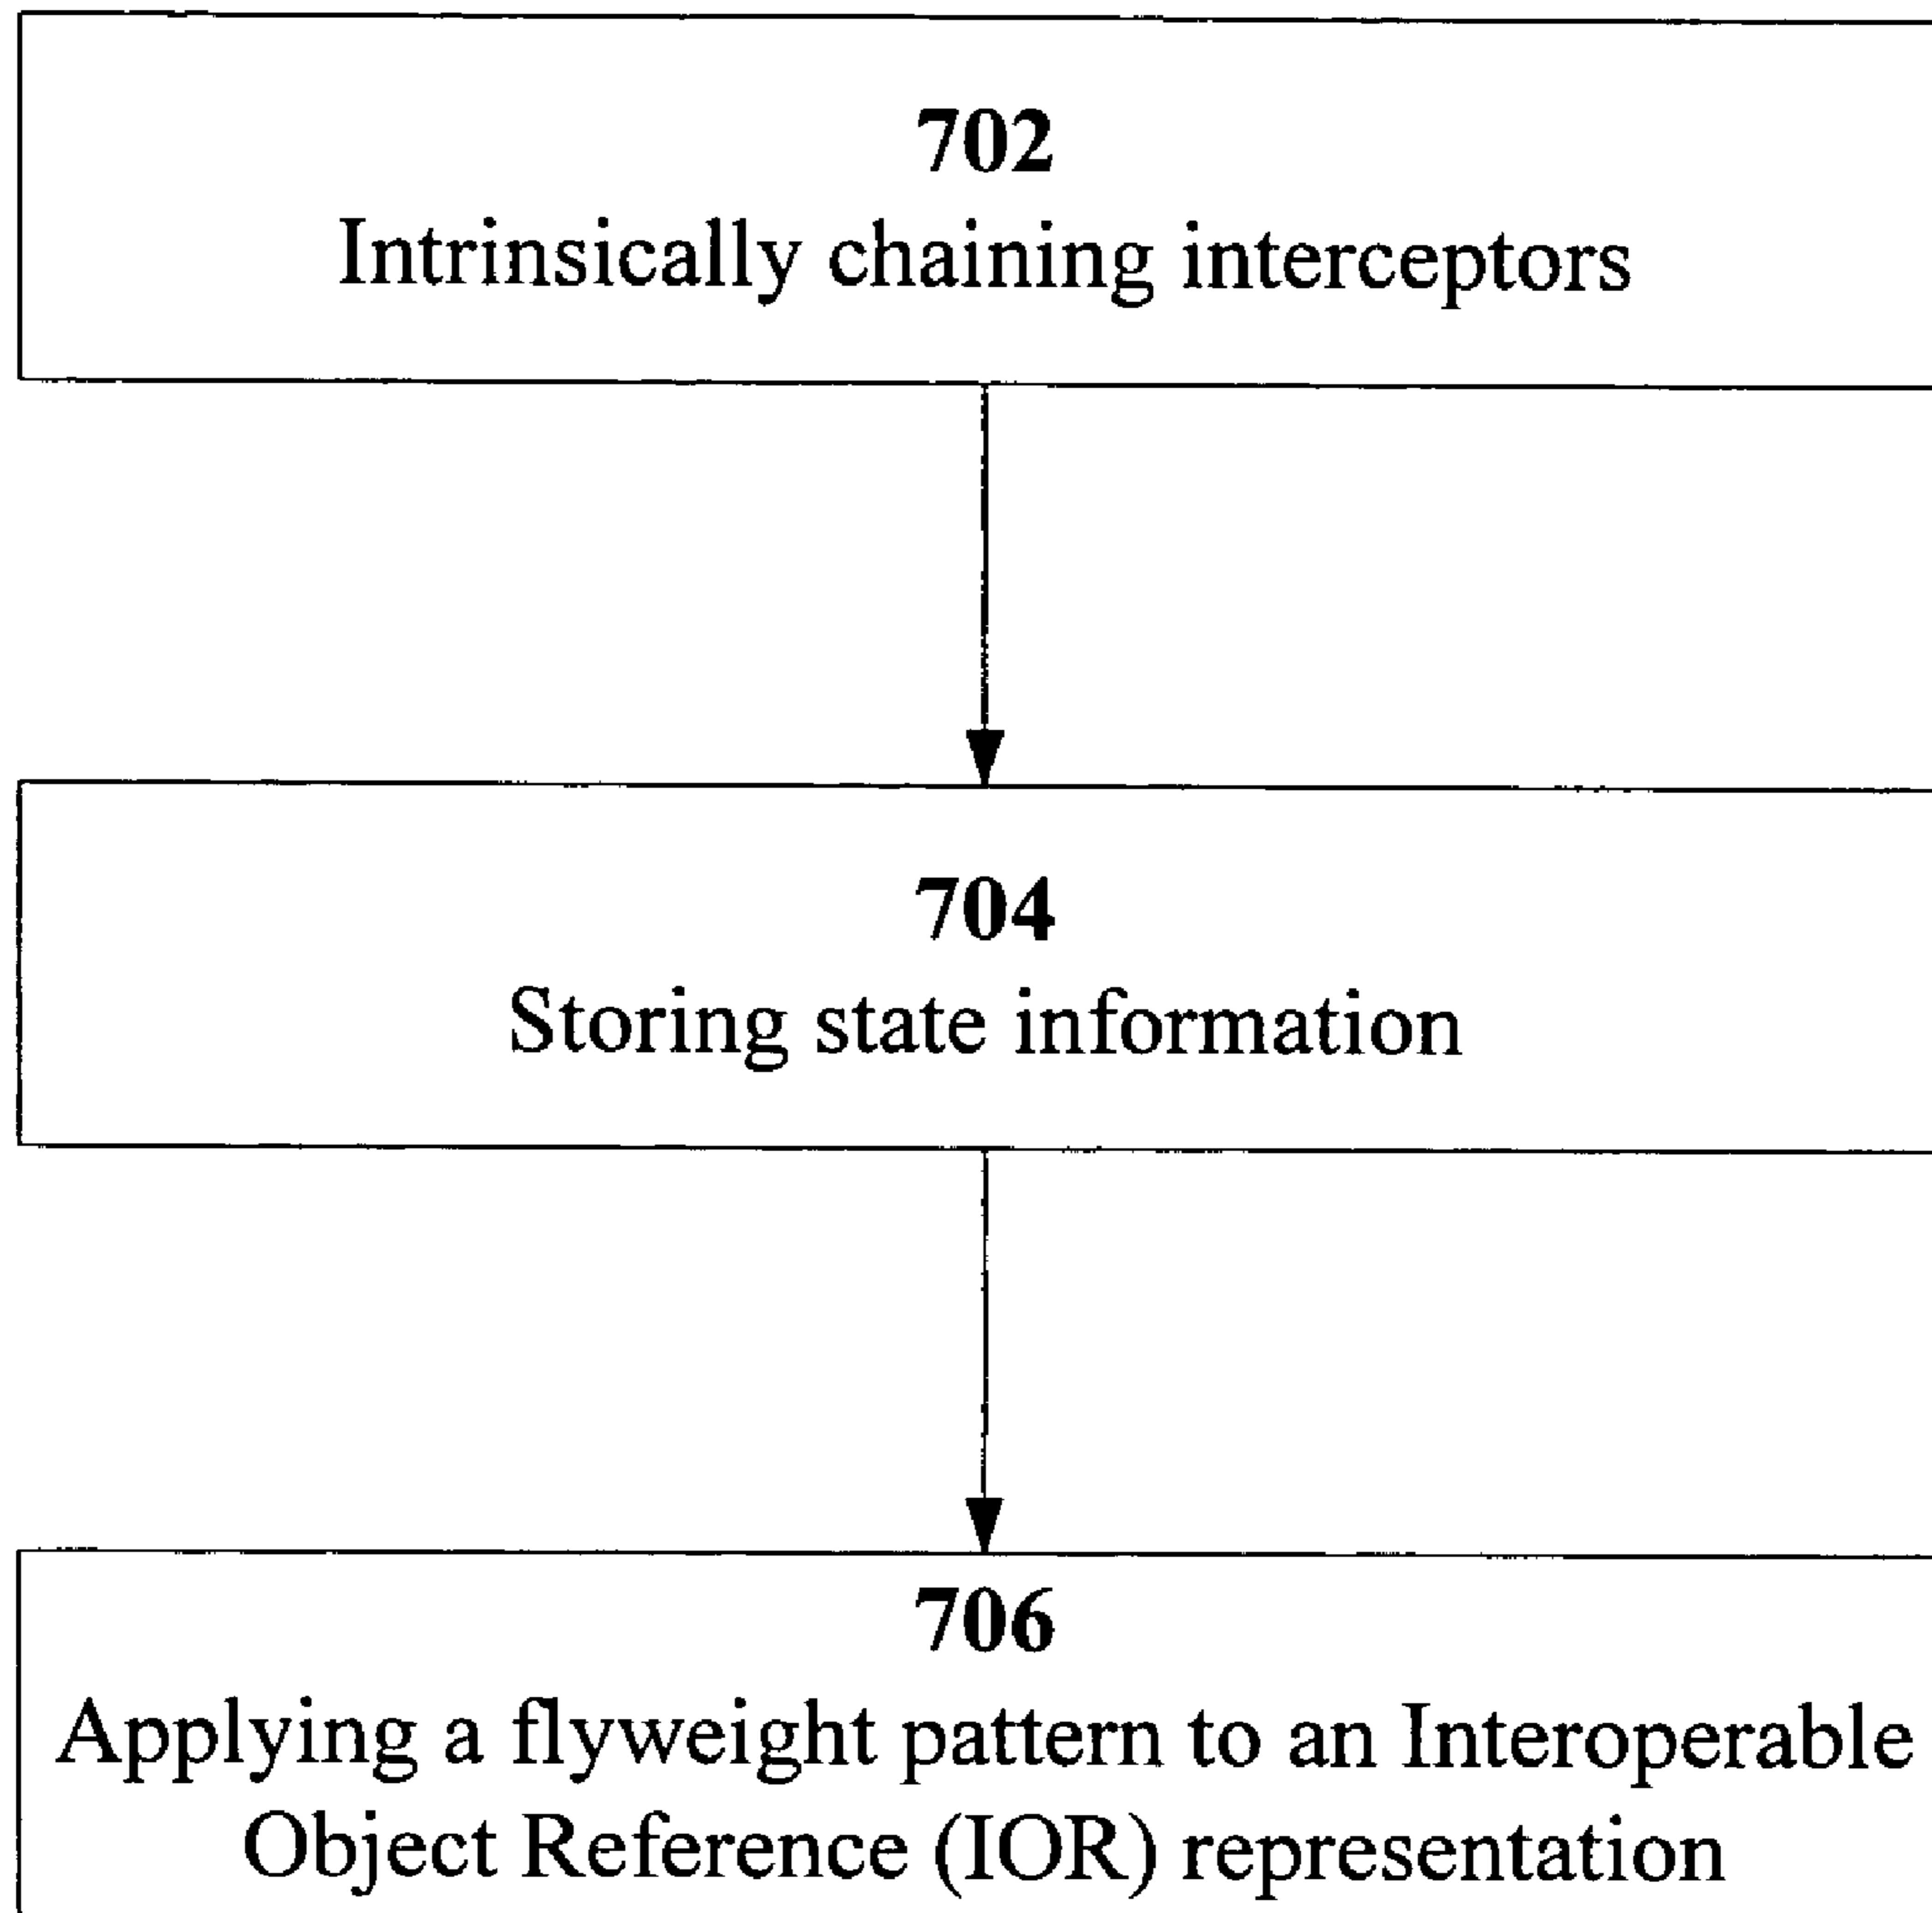 702
Intrinsically chaining interceptors
704
Storing state information
706
Applying a flyweight pattern to an Interoperable
Object Reference (IOR) representation